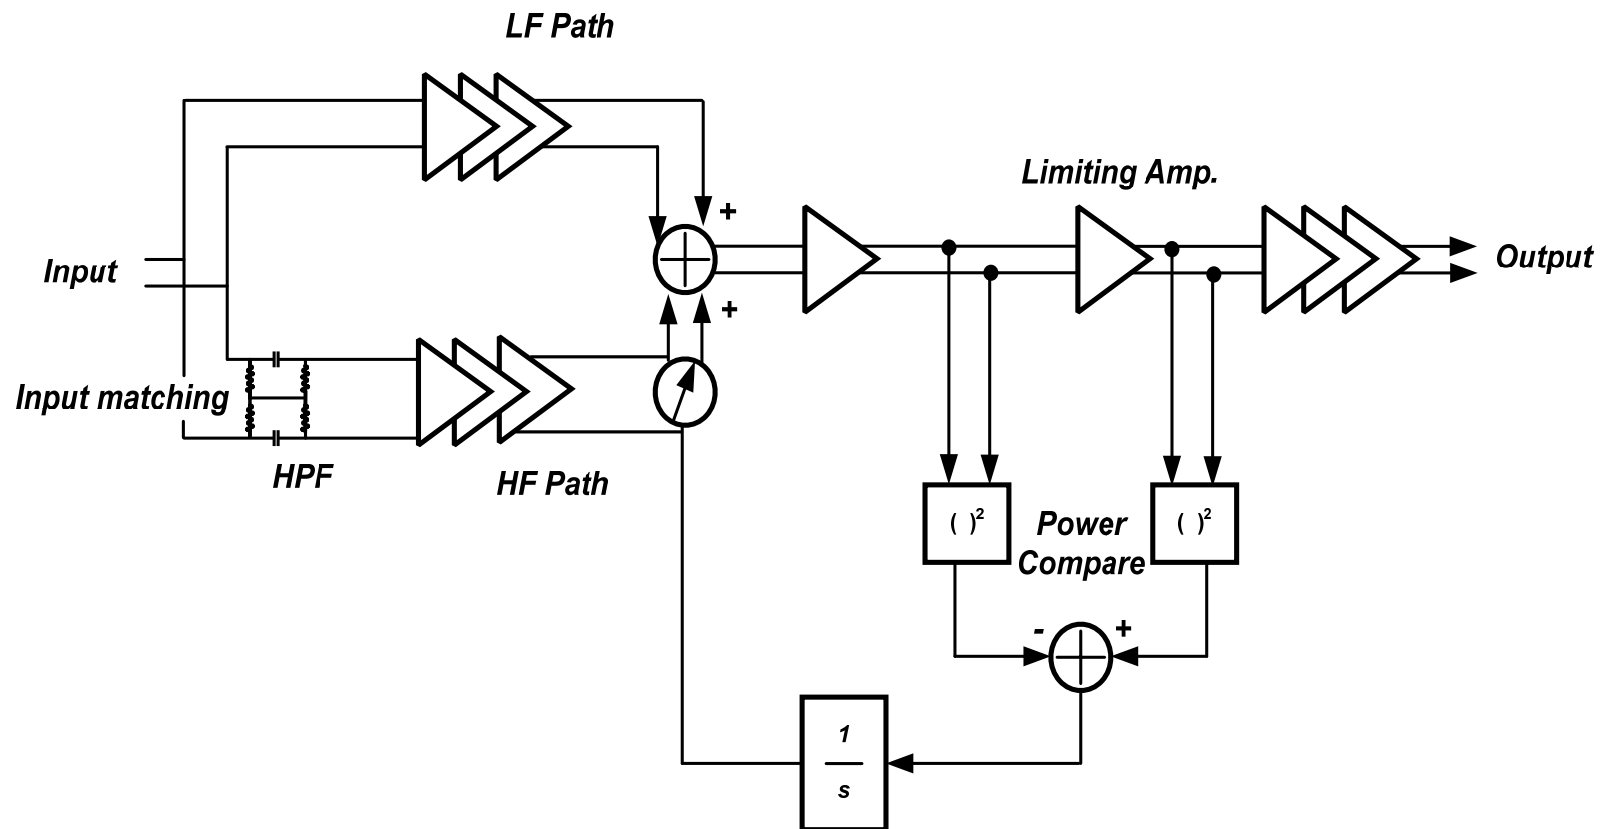 LF Path
Limiting Amp.
+
Input
Output
+
Input matching
HPF
HF Path
( )²
Power
Compare
( )²
-
+
1
s